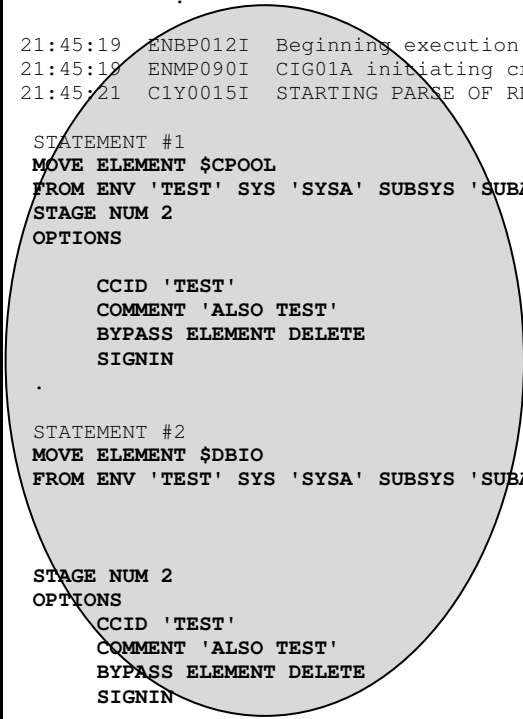 .
21:45:19 ENBP012I Beginning execution
21:45:19 ENMP090I CIG01A initiating
21:45:21 C1Y0015I STARTING PARSE OF
STATEMENT #1
MOVE ELEMENT $CPOOL
FROM ENV 'TEST' SYS 'SYSA' SUBSYS
STAGE NUM 2
OPTIONS
CCID 'TEST'
COMMENT 'ALSO TEST'
BYPASS ELEMENT DELETE
SIGNIN
.
STATEMENT #2
MOVE ELEMENT $DBIO
FROM ENV 'TEST' SYS 'SYSA' SUBSYS
STAGE NUM 2
OPTIONS
CCID 'TEST'
COMMENT 'ALSO TEST'
BYPASS ELEMENT DELETE
SIGNIN